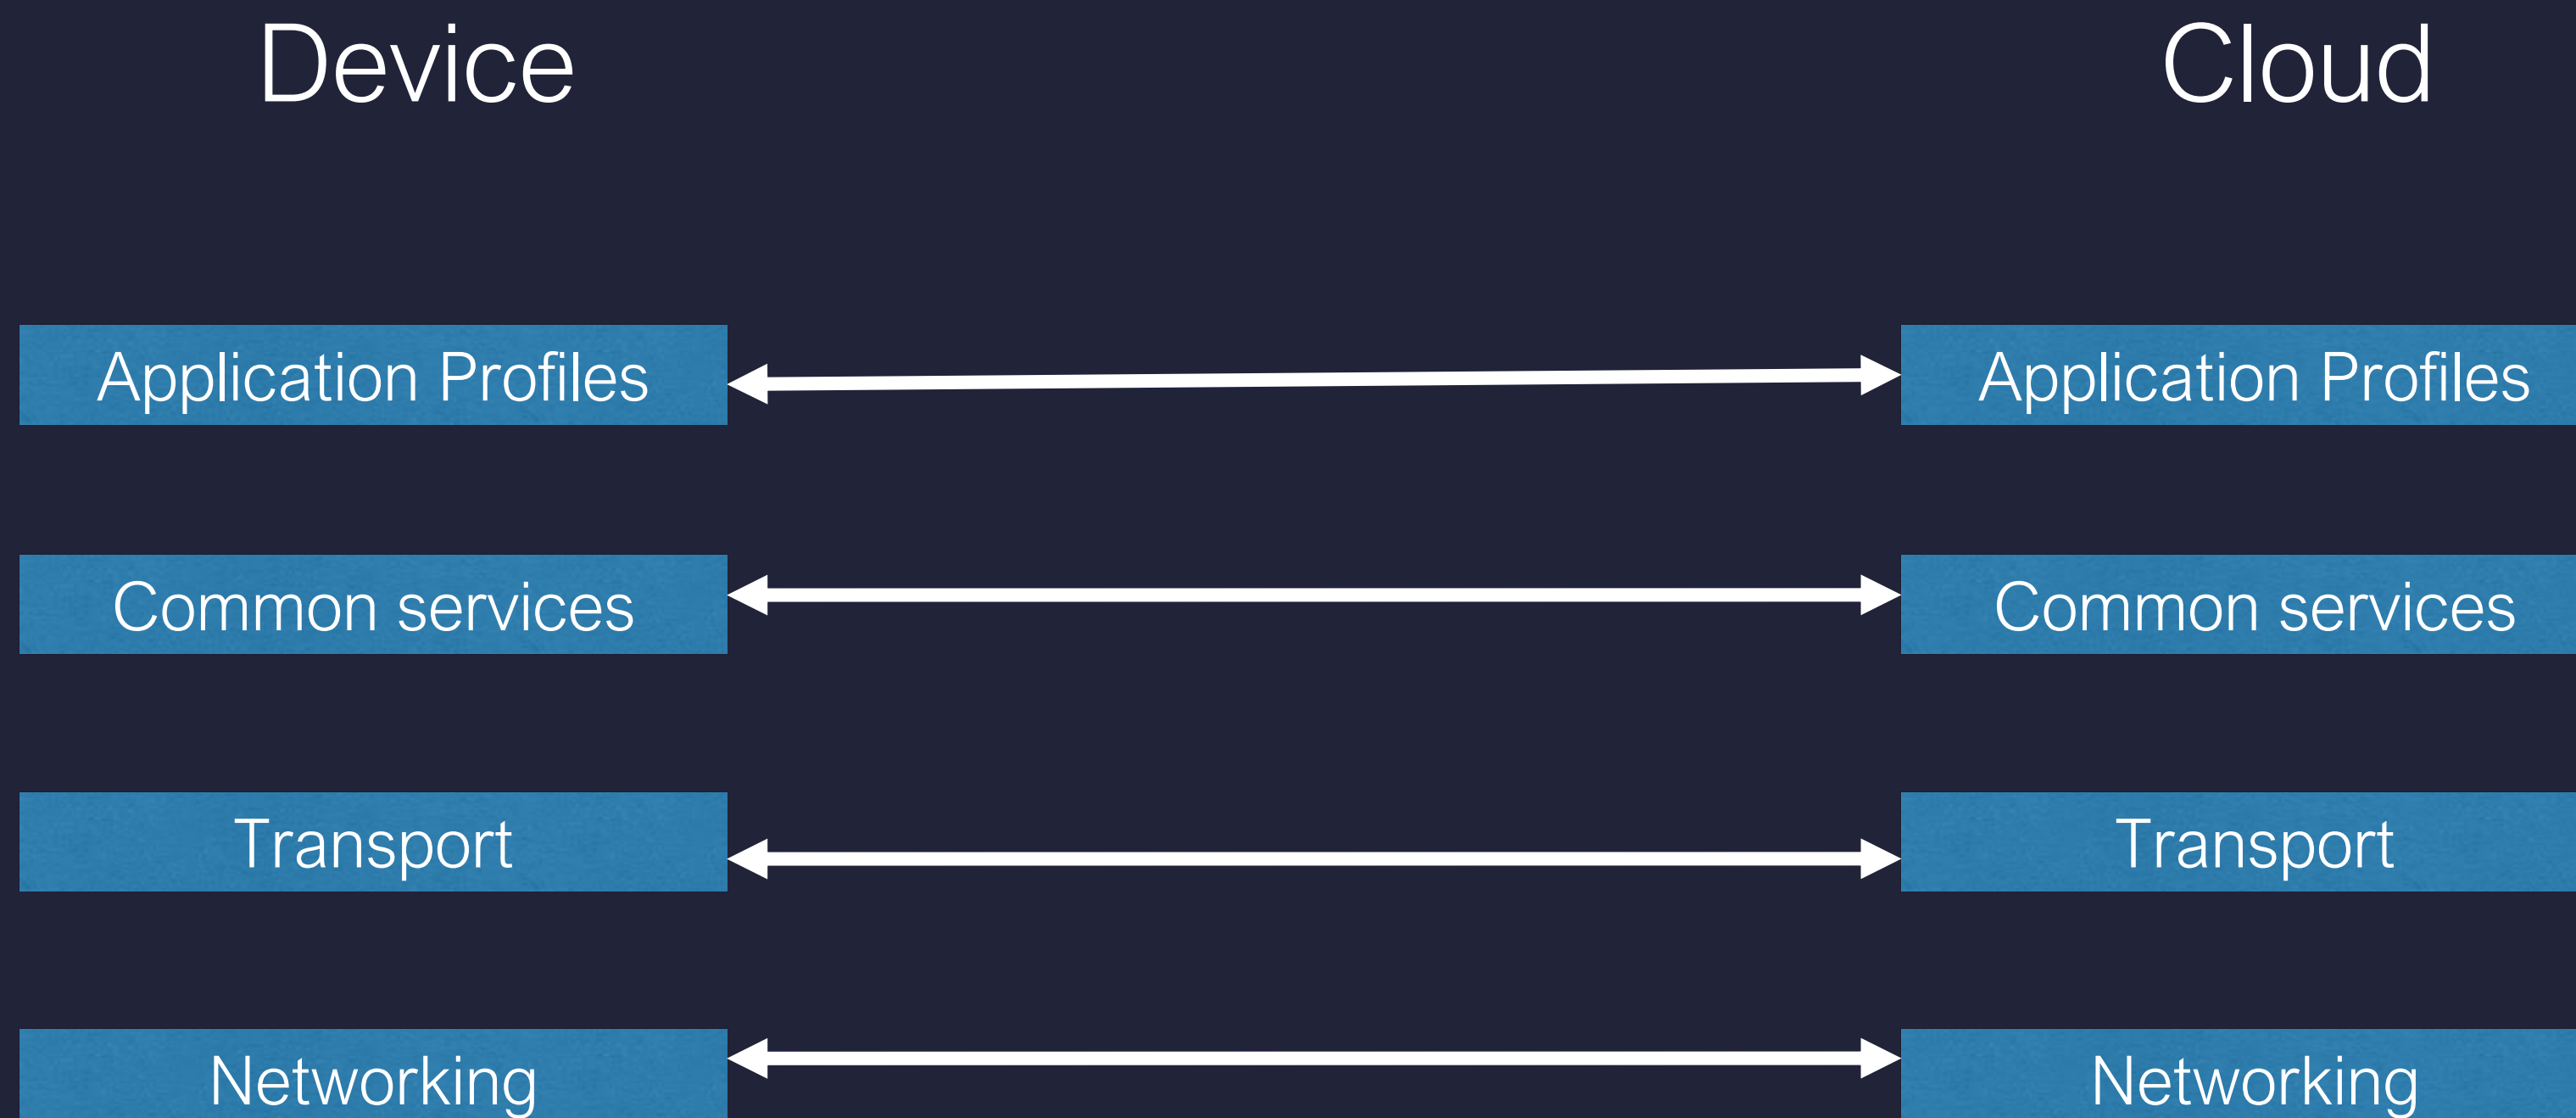 Device
Cloud
Application Profiles
Application Profiles
Common services
Common services
Transport
Transport
Networking
Networking